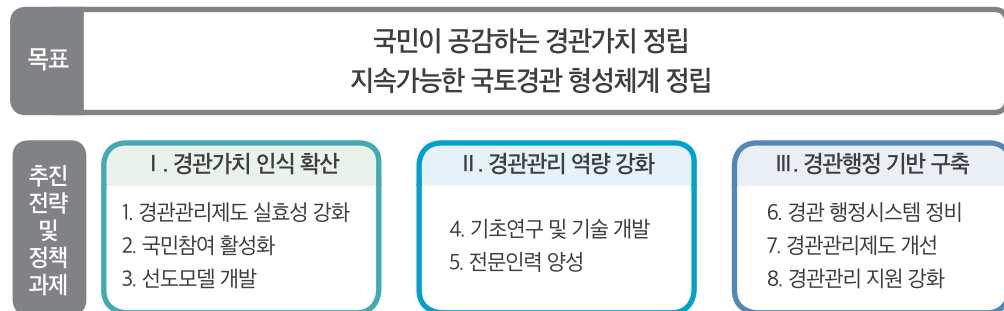 목표
국민이 공감하는 경관가치 정립
지속가능한 국토경관 형성체계 정립
추진
전략
및
정책
과제
Ⅰ. 경관가치 인식 확산
1. 경관관리제도 실효성 강화
2. 국민참여 활성화
3. 선도모델 개발
Ⅱ. 경관관리 역량 강화
4. 기초연구 및 기술 개발
5. 전문인력 양성
Ⅲ. 경관행정 기반 구축
6. 경관 행정시스템 정비
7. 경관관리제도 개선
8. 경관관리 지원 강화